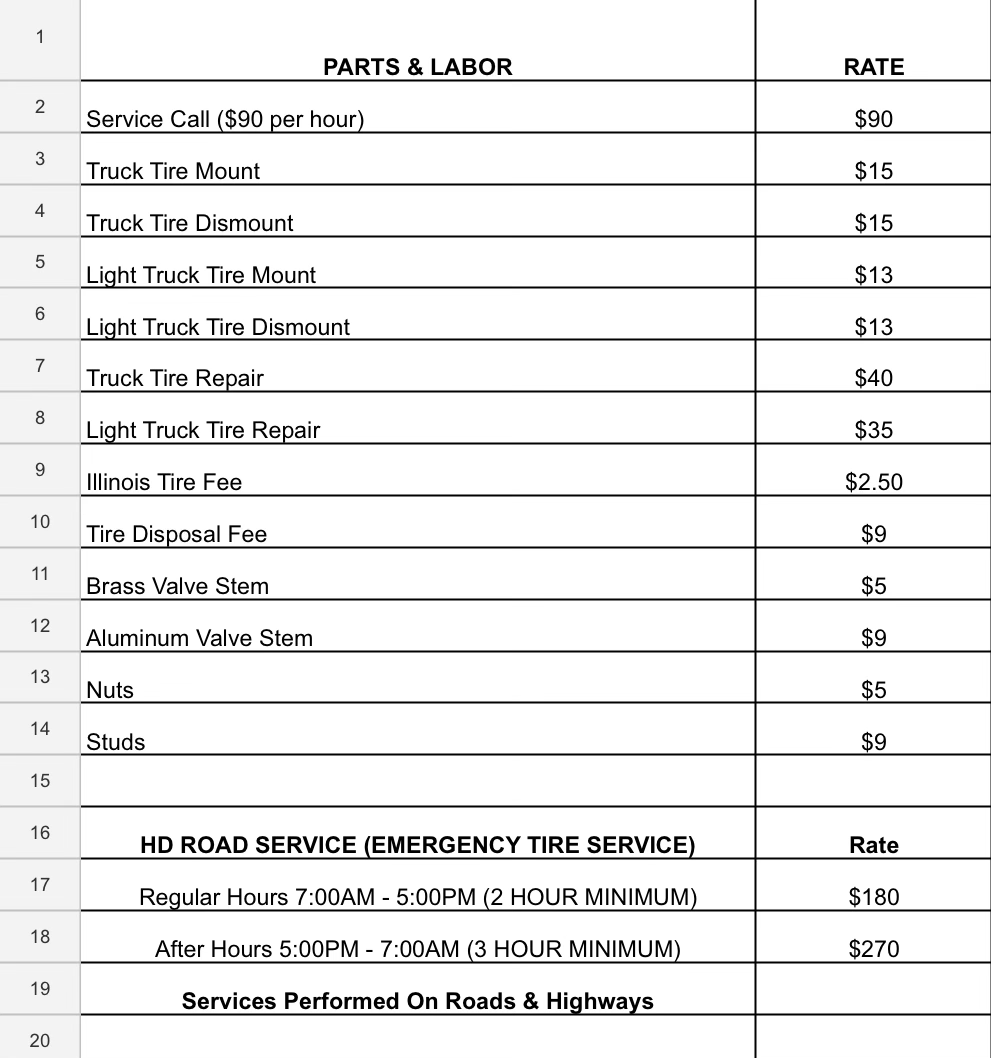 1 PARTS & LABOR RATE
2 Service Call ($90 per hour) $90
3 Truck Tire Mount $15
4 Truck Tire Dismount $15
5 Light Truck Tire Mount $13
6 Light Truck Tire Dismount $13
7 Truck Tire Repair $40
8 Light Truck Tire Repair $35
9 Illinois Tire Fee $2.50
10 Tire Disposal Fee $9
11 Brass Valve Stem $5
12 Aluminum Valve Stem $9
13 Nuts $5
14 Studs $9
15
16 HD ROAD SERVICE (EMERGENCY TIRE SERVICE) Rate
17 Regular Hours 7:00AM - 5:00PM (2 HOUR MINIMUM) $180
18 After Hours 5:00PM - 7:00AM (3 HOUR MINIMUM) $270
19 Services Performed On Roads & Highways
20